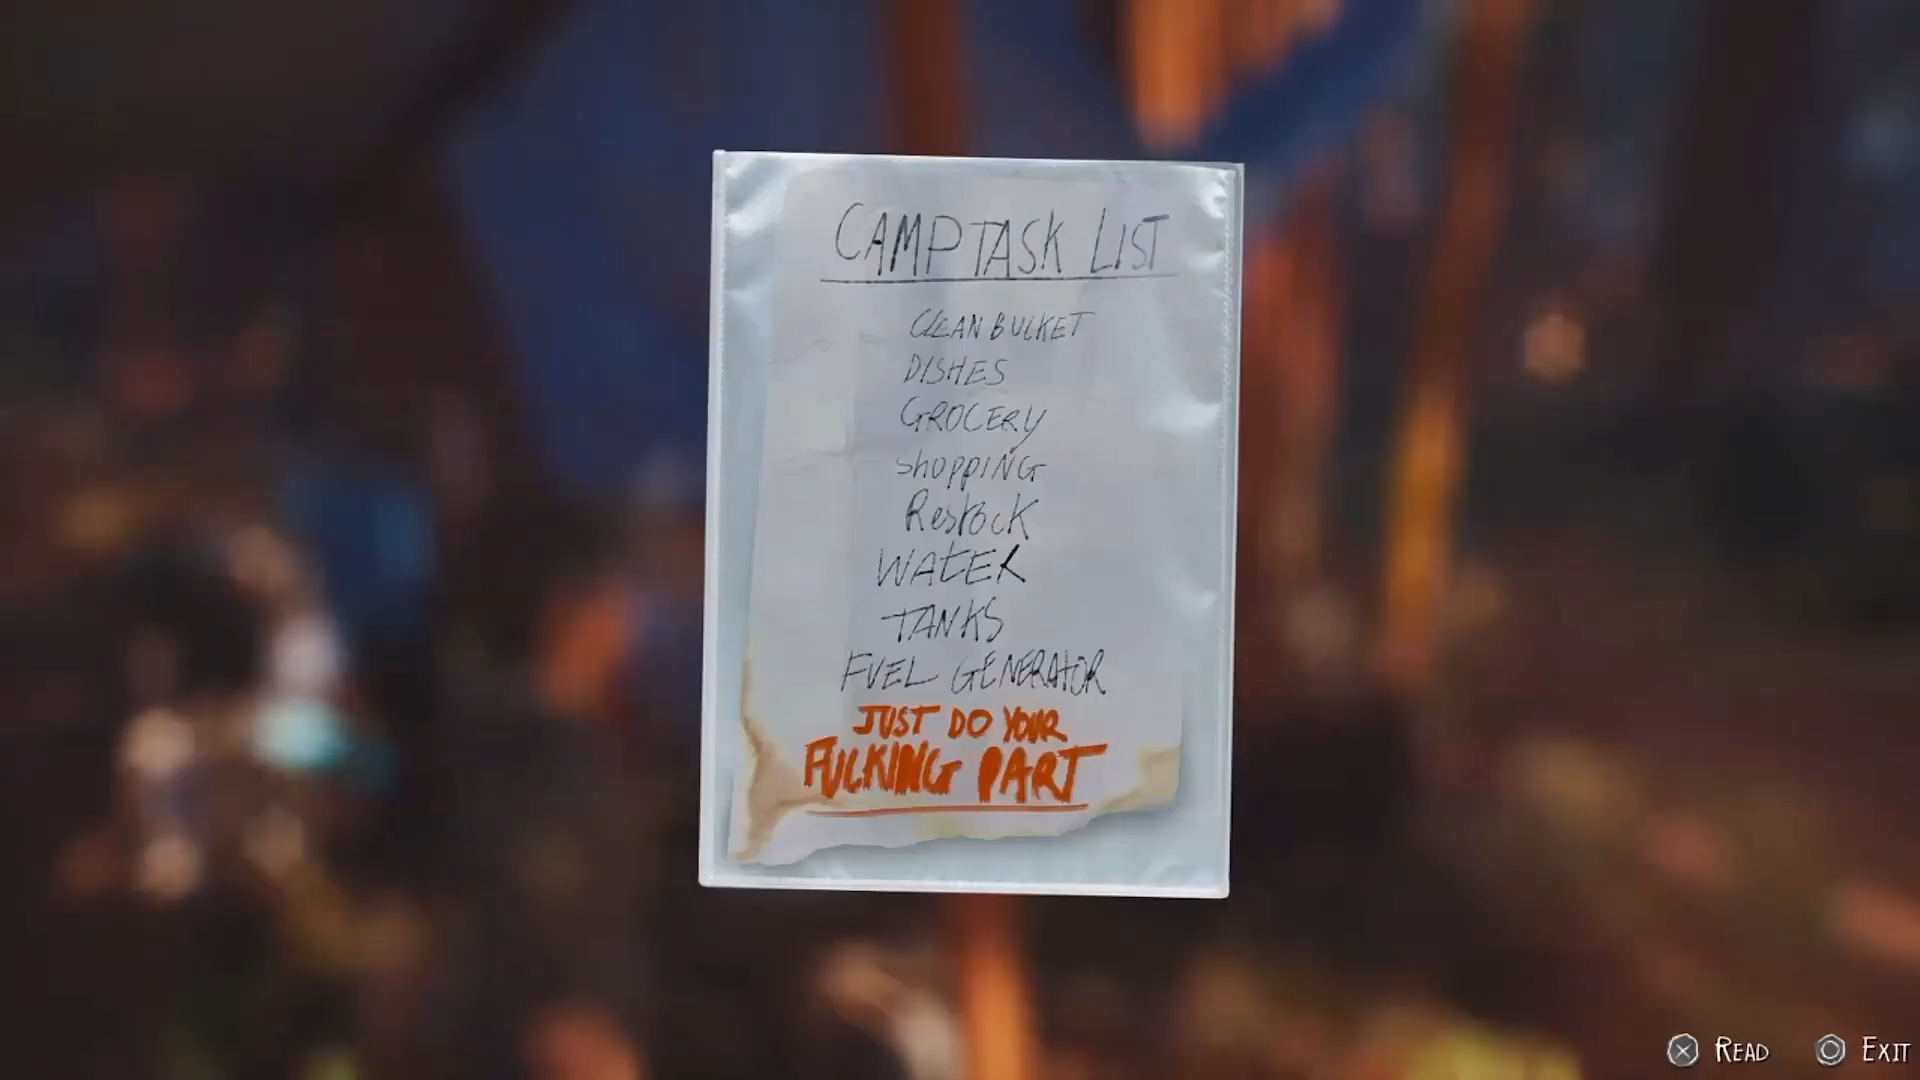 CAMP TASK LIST
CLEAN BUCKET
DISHES
GROCERY
ShOPPING
RestOcK
WAtER
TANKS
FUEL GENERAtOR
JUST DO YOUR
FUCKING PART
READ EXIT